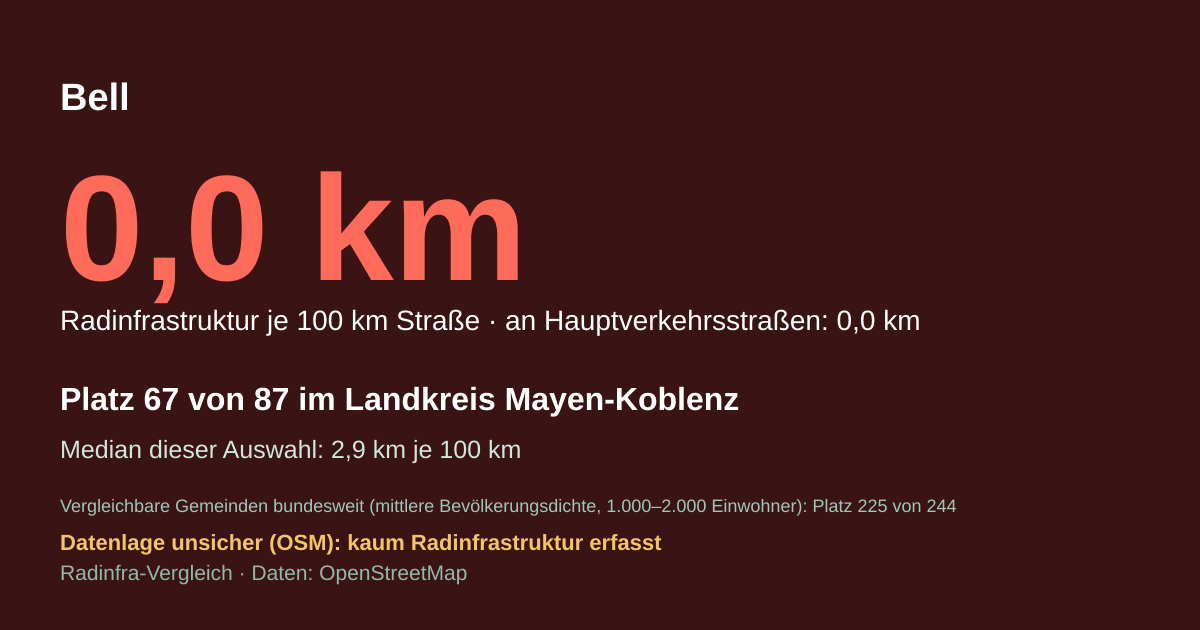 Bell
0,0 km
Radinfrastruktur je 100 km Straße · an Hauptverkehrsstraßen: 0,0 km
Platz 67 von 87 im Landkreis Mayen-Koblenz
Median dieser Auswahl: 2,9 km je 100 km
Vergleichbare Gemeinden bundesweit (mittlere Bevölkerungsdichte, 1.000–2.000 Einwohner): Platz 225 von 244
Datenlage unsicher (OSM): kaum Radinfrastruktur erfasst
Radinfra-Vergleich · Daten: OpenStreetMap